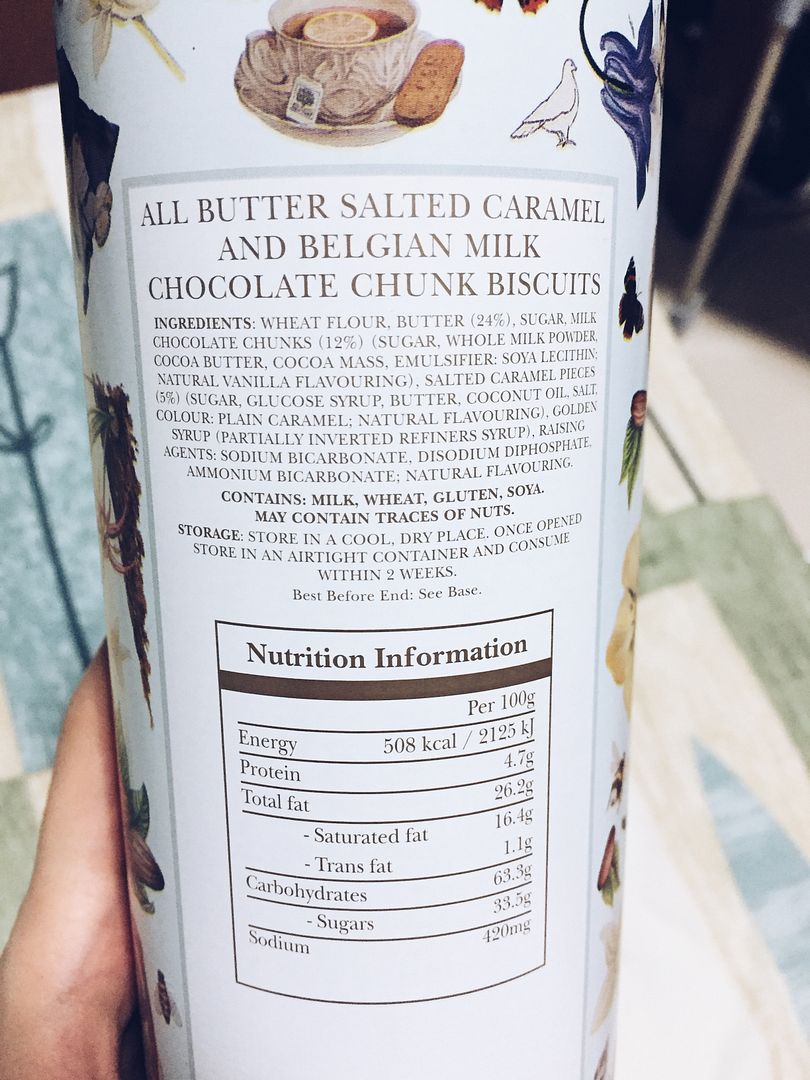 ALL BUTTER SALTED CARAMEL
AND BELGIAN MILK
CHOCOLATE CHUNK BISCUITS
INGREDIENTS: WHEAT FLOUR, BUTTER (24%), SUGAR, MILK
CHOCOLATE CHUNKS (12%) (SUGAR, WHOLE MILK POWDER,
COCOA BUTTER, COCOA MASS, EMULSIFIER: SOYA LECITHIN;
NATURAL VANILLA FLAVOURING), SALTED CARAMEL PIECES
(5%) (SUGAR, GLUCOSE SYRUP, BUTTER, COCONUT OIL, SALT,
COLOUR: PLAIN CARAMEL; NATURAL FLAVOURING), GOLDEN
SYRUP (PARTIALLY INVERTED REFINERS SYRUP), RAISING
AGENTS: SODIUM BICARBONATE, DISODIUM DIPHOSPHATE,
AMMONIUM BICARBONATE; NATURAL FLAVOURING.
CONTAINS: MILK, WHEAT, GLUTEN, SOYA.
MAY CONTAIN TRACES OF NUTS.
STORAGE: STORE IN A COOL, DRY PLACE. ONCE OPENED
STORE IN AN AIRTIGHT CONTAINER AND CONSUME
WITHIN 2 WEEKS.
Best Before End: See Base.
Nutrition Information
Per 100g
Energy 508 kcal / 2125 kJ
Protein 4.7g
Total fat 26.2g
- Saturated fat 16.4g
- Trans fat 1.1g
Carbohydrates 63.3g
- Sugars 33.5g
Sodium 420mg